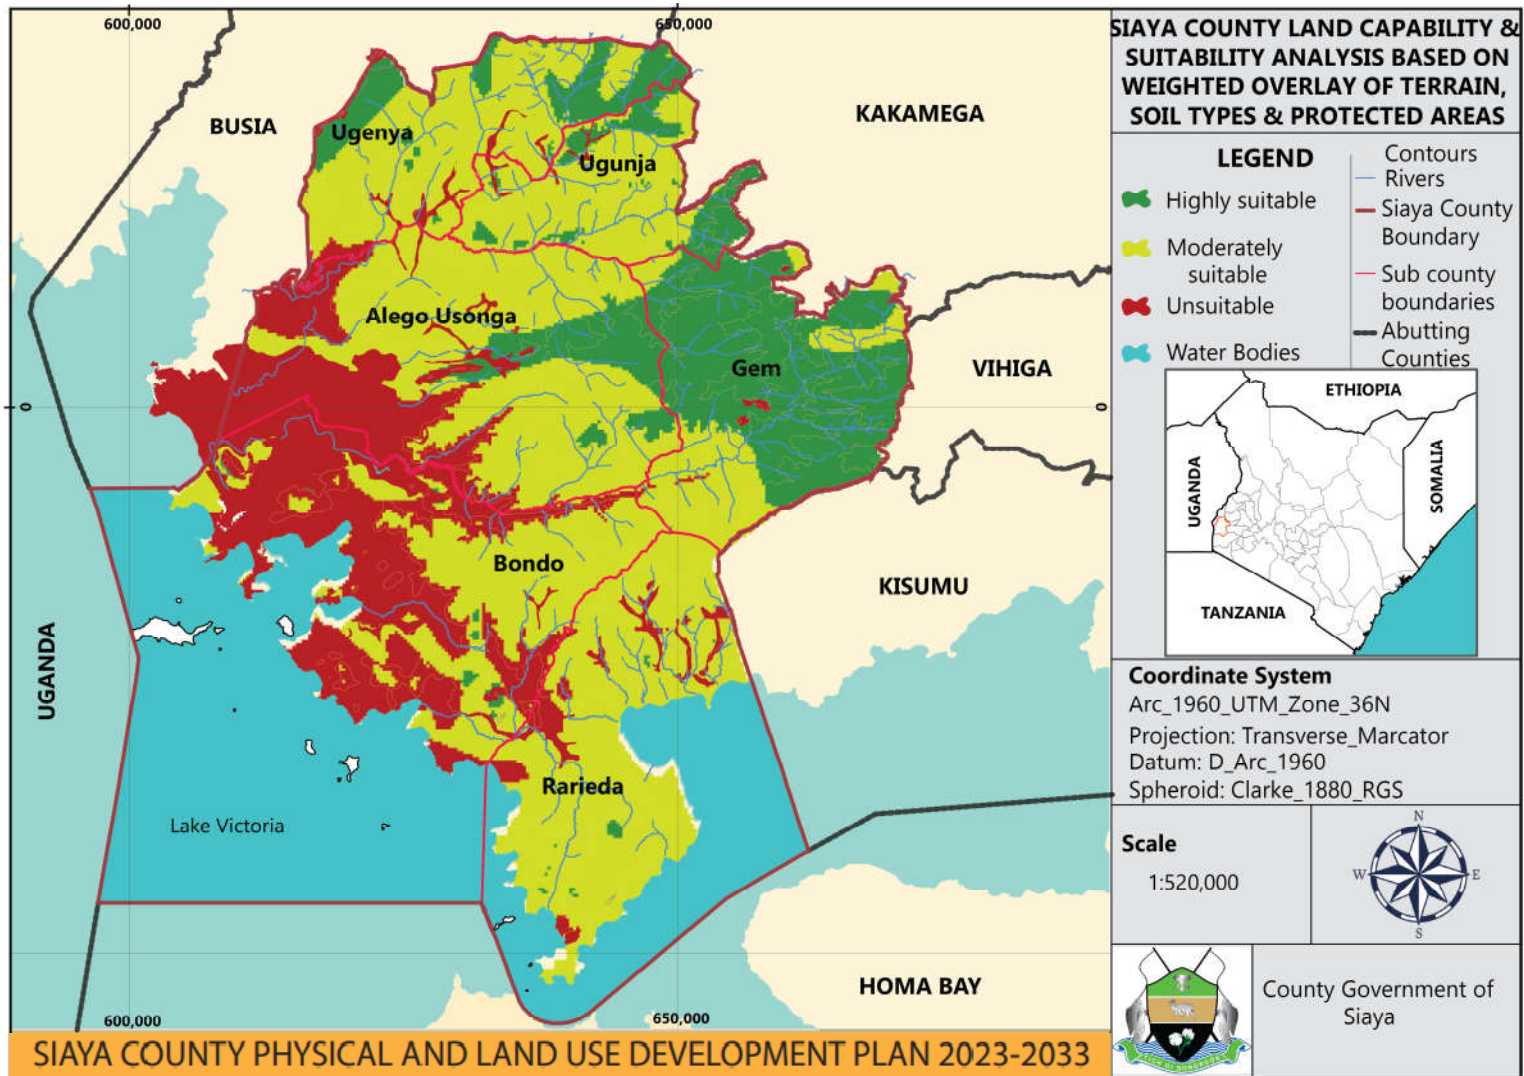 600,000
650,000
BUSIA
KAKAMEGA
Ugenya
Ugunja
Alego Usonga
Gem
VIHIGA
0
0
Bondo
KISUMU
UGANDA
Rarieda
Lake Victoria
HOMA BAY
600,000
650,000
SIAYA COUNTY PHYSICAL AND LAND USE DEVELOPMENT PLAN 2023-2033
SIAYA COUNTY LAND CAPABILITY &
SUITABILITY ANALYSIS BASED ON
WEIGHTED OVERLAY OF TERRAIN,
SOIL TYPES & PROTECTED AREAS
LEGEND
Highly suitable
Moderately
suitable
Unsuitable
Water Bodies
Contours
Rivers
Siaya County
Boundary
Sub county
boundaries
Abutting
Counties
ETHIOPIA
UGANDA
SOMALIA
TANZANIA
Coordinate System
Arc_1960_UTM_Zone_36N
Projection: Transverse_Marcator
Datum: D_Arc_1960
Spheroid: Clarke_1880_RGS
Scale
1:520,000
N
W
E
S
County Government of
Siaya